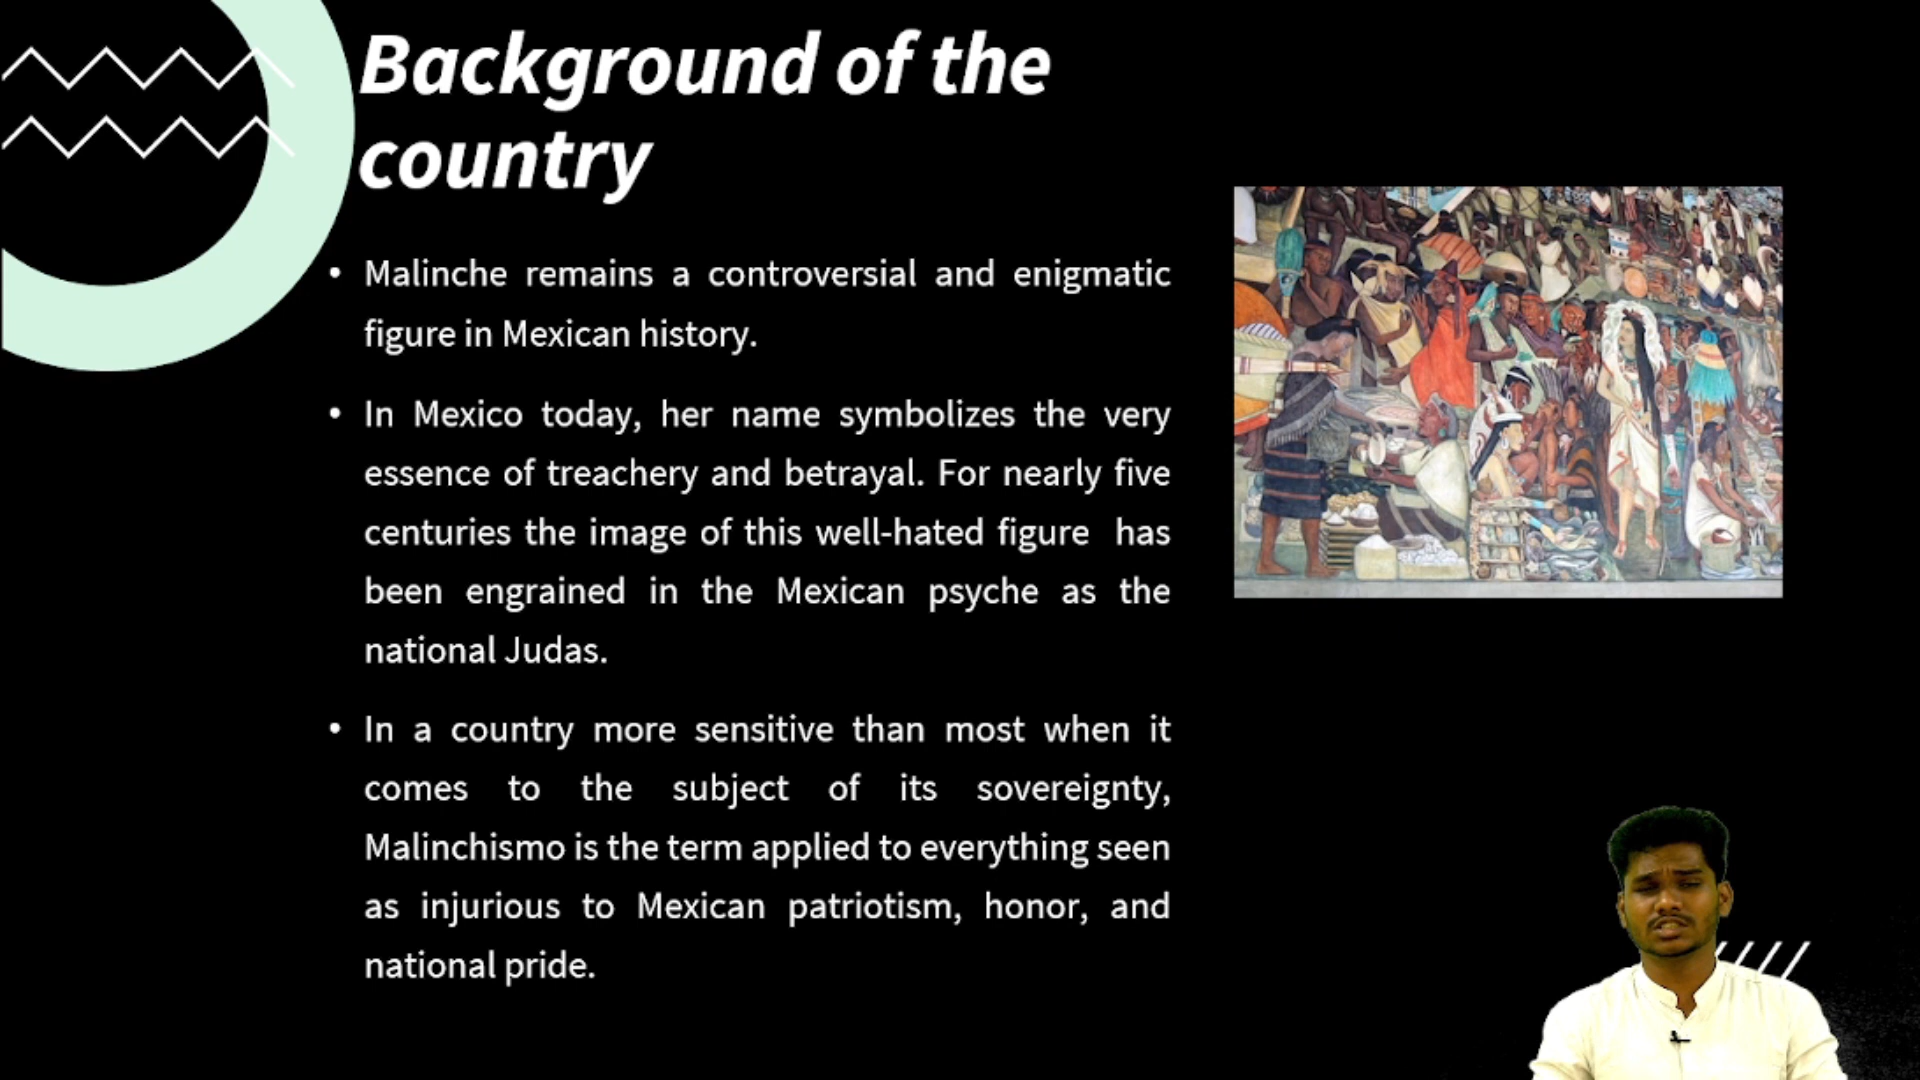 Background of the
country
• Malinche remains a controversial and enigmatic
figure in Mexican history.
• In Mexico today, her name symbolizes the very
essence of treachery and betrayal. For nearly five
centuries the image of this well-hated figure has
been engrained in the Mexican psyche as the
national Judas.
• In a country more sensitive than most when it
comes to the subject of its sovereignty,
Malinchismo is the term applied to everything seen
as injurious to Mexican patriotism, honor, and
national pride.